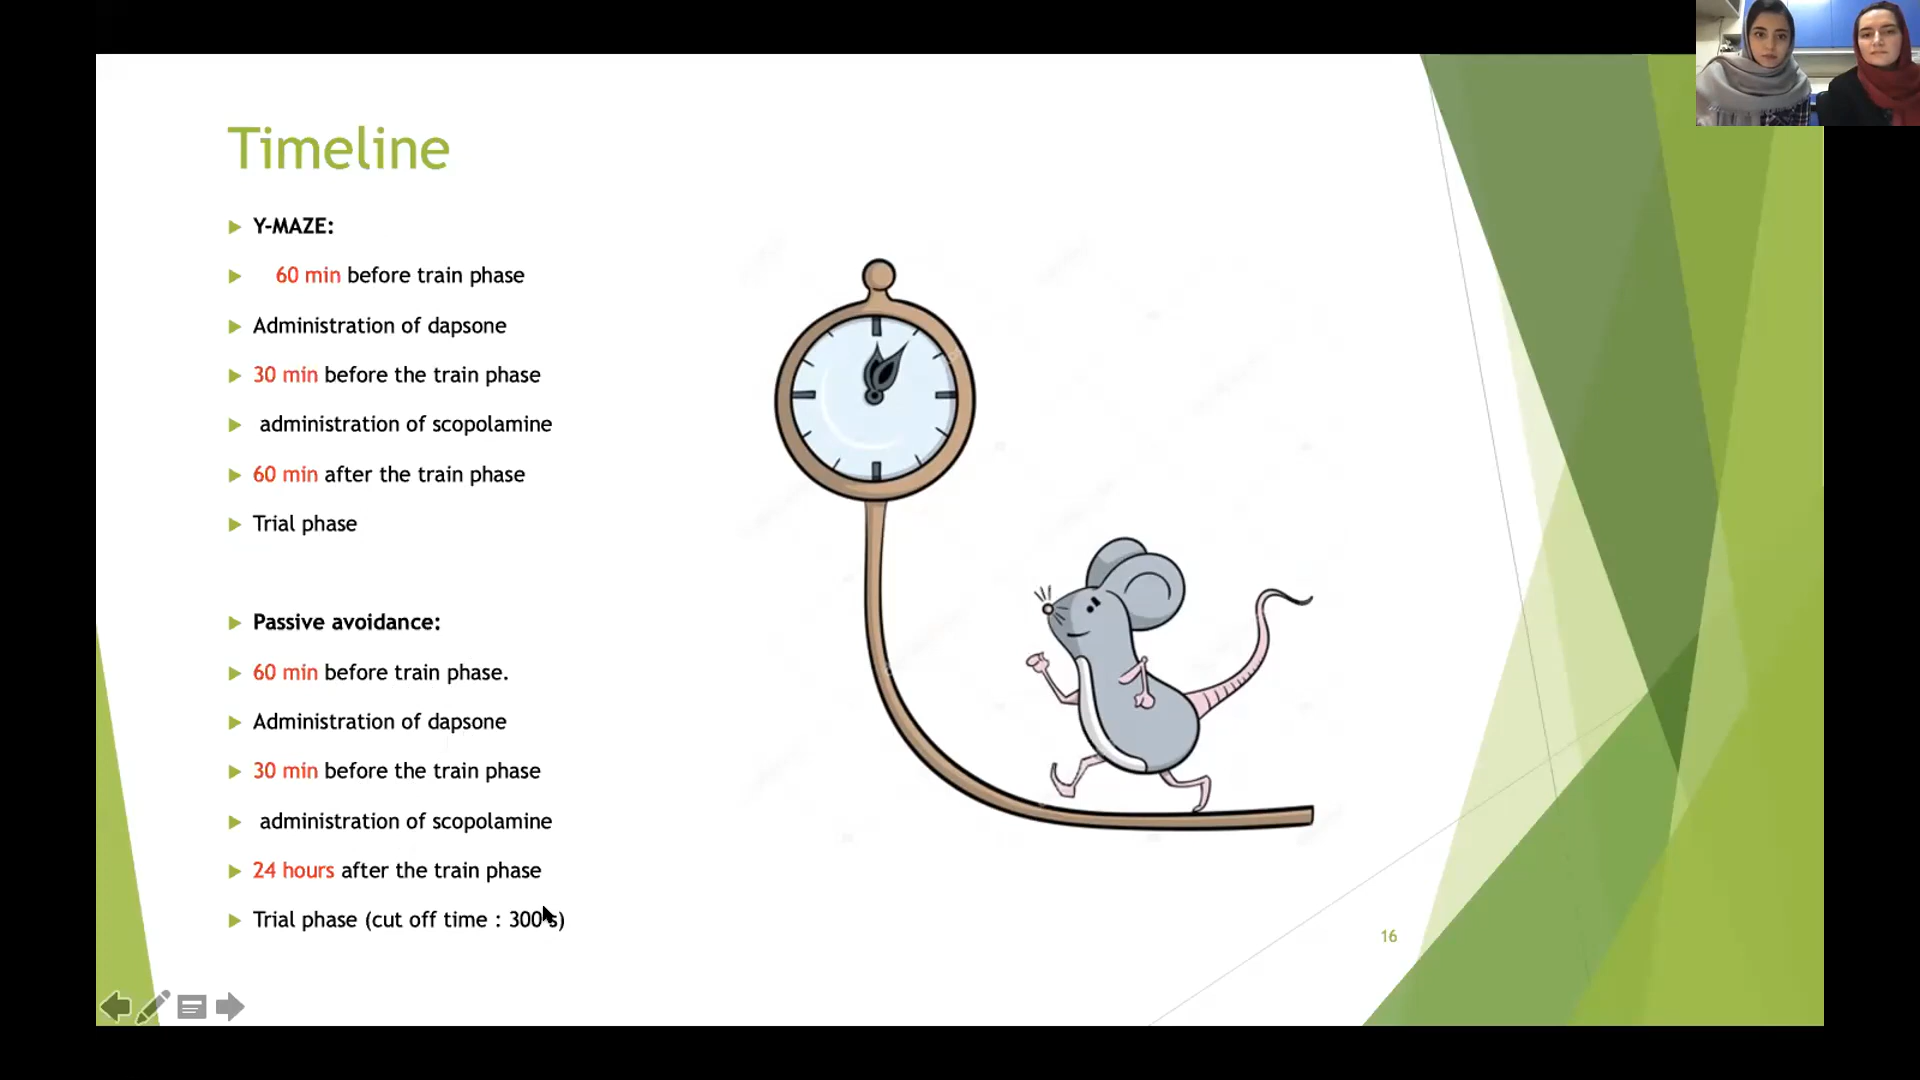 Timeline
Y-MAZE:
60 min before train phase
Administration of dapsone
30 min before the train phase
administration of scopolamine
60 min after the train phase
Trial phase
Passive avoidance:
60 min before train phase.
Administration of dapsone
30 min before the train phase
administration of scopolamine
24 hours after the train phase
Trial phase (cut off time : 300 s)
16